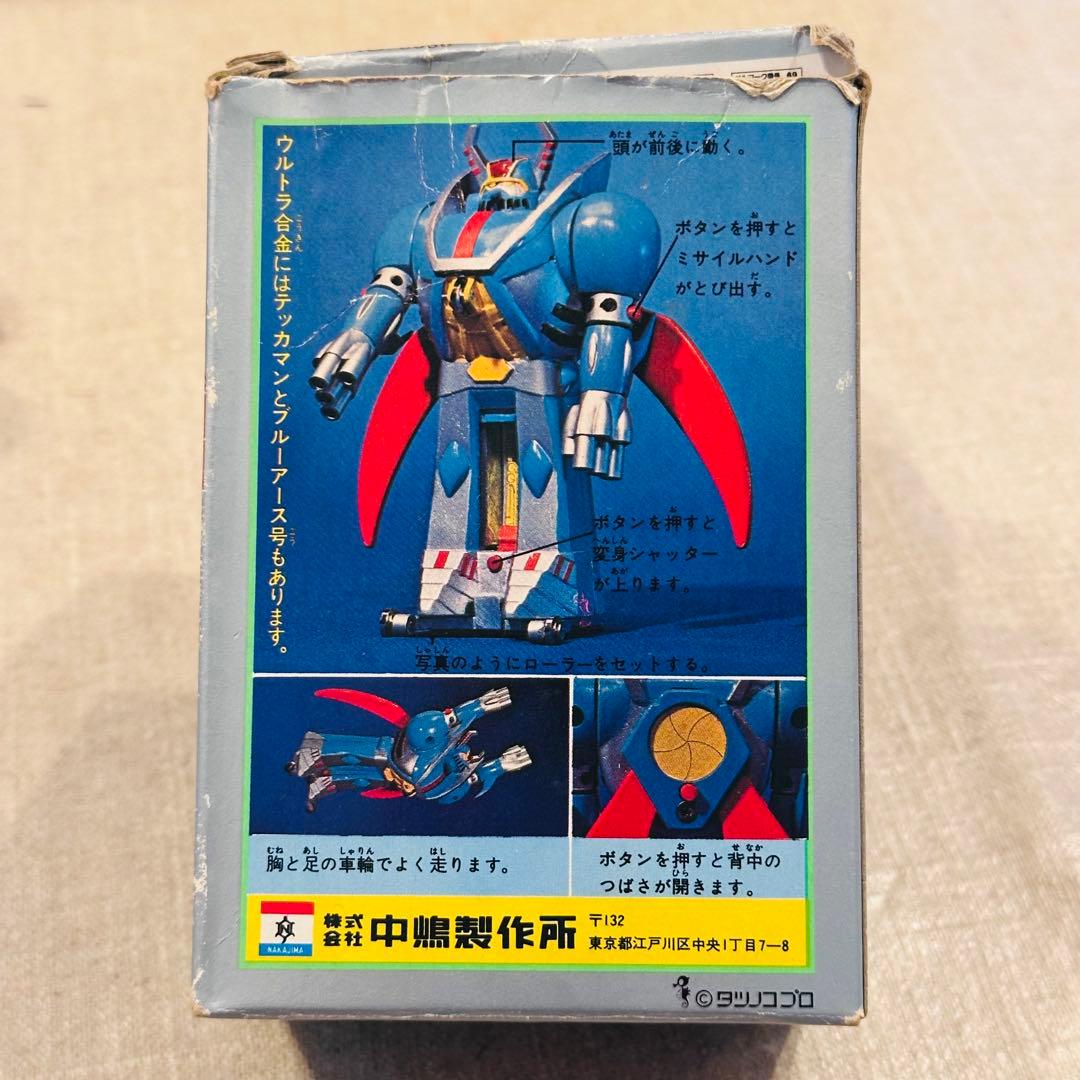 ウルトラ合金にはテッカマンとブルーアース号もあります。
頭が前後に動く。
ボタンを押すと
ミサイルハンド
がとび出す。
ボタンを押すと
変身シャッター
が上ります。
写真のようにローラーをセットする。
胸と足の車輪でよく走ります。
ボタンを押すと背中の
つばさが開きます。
NAKAJIMA
株式会社 中嶋製作所
〒132
東京都江戸川区中央1丁目7—8
©タツノコプロ